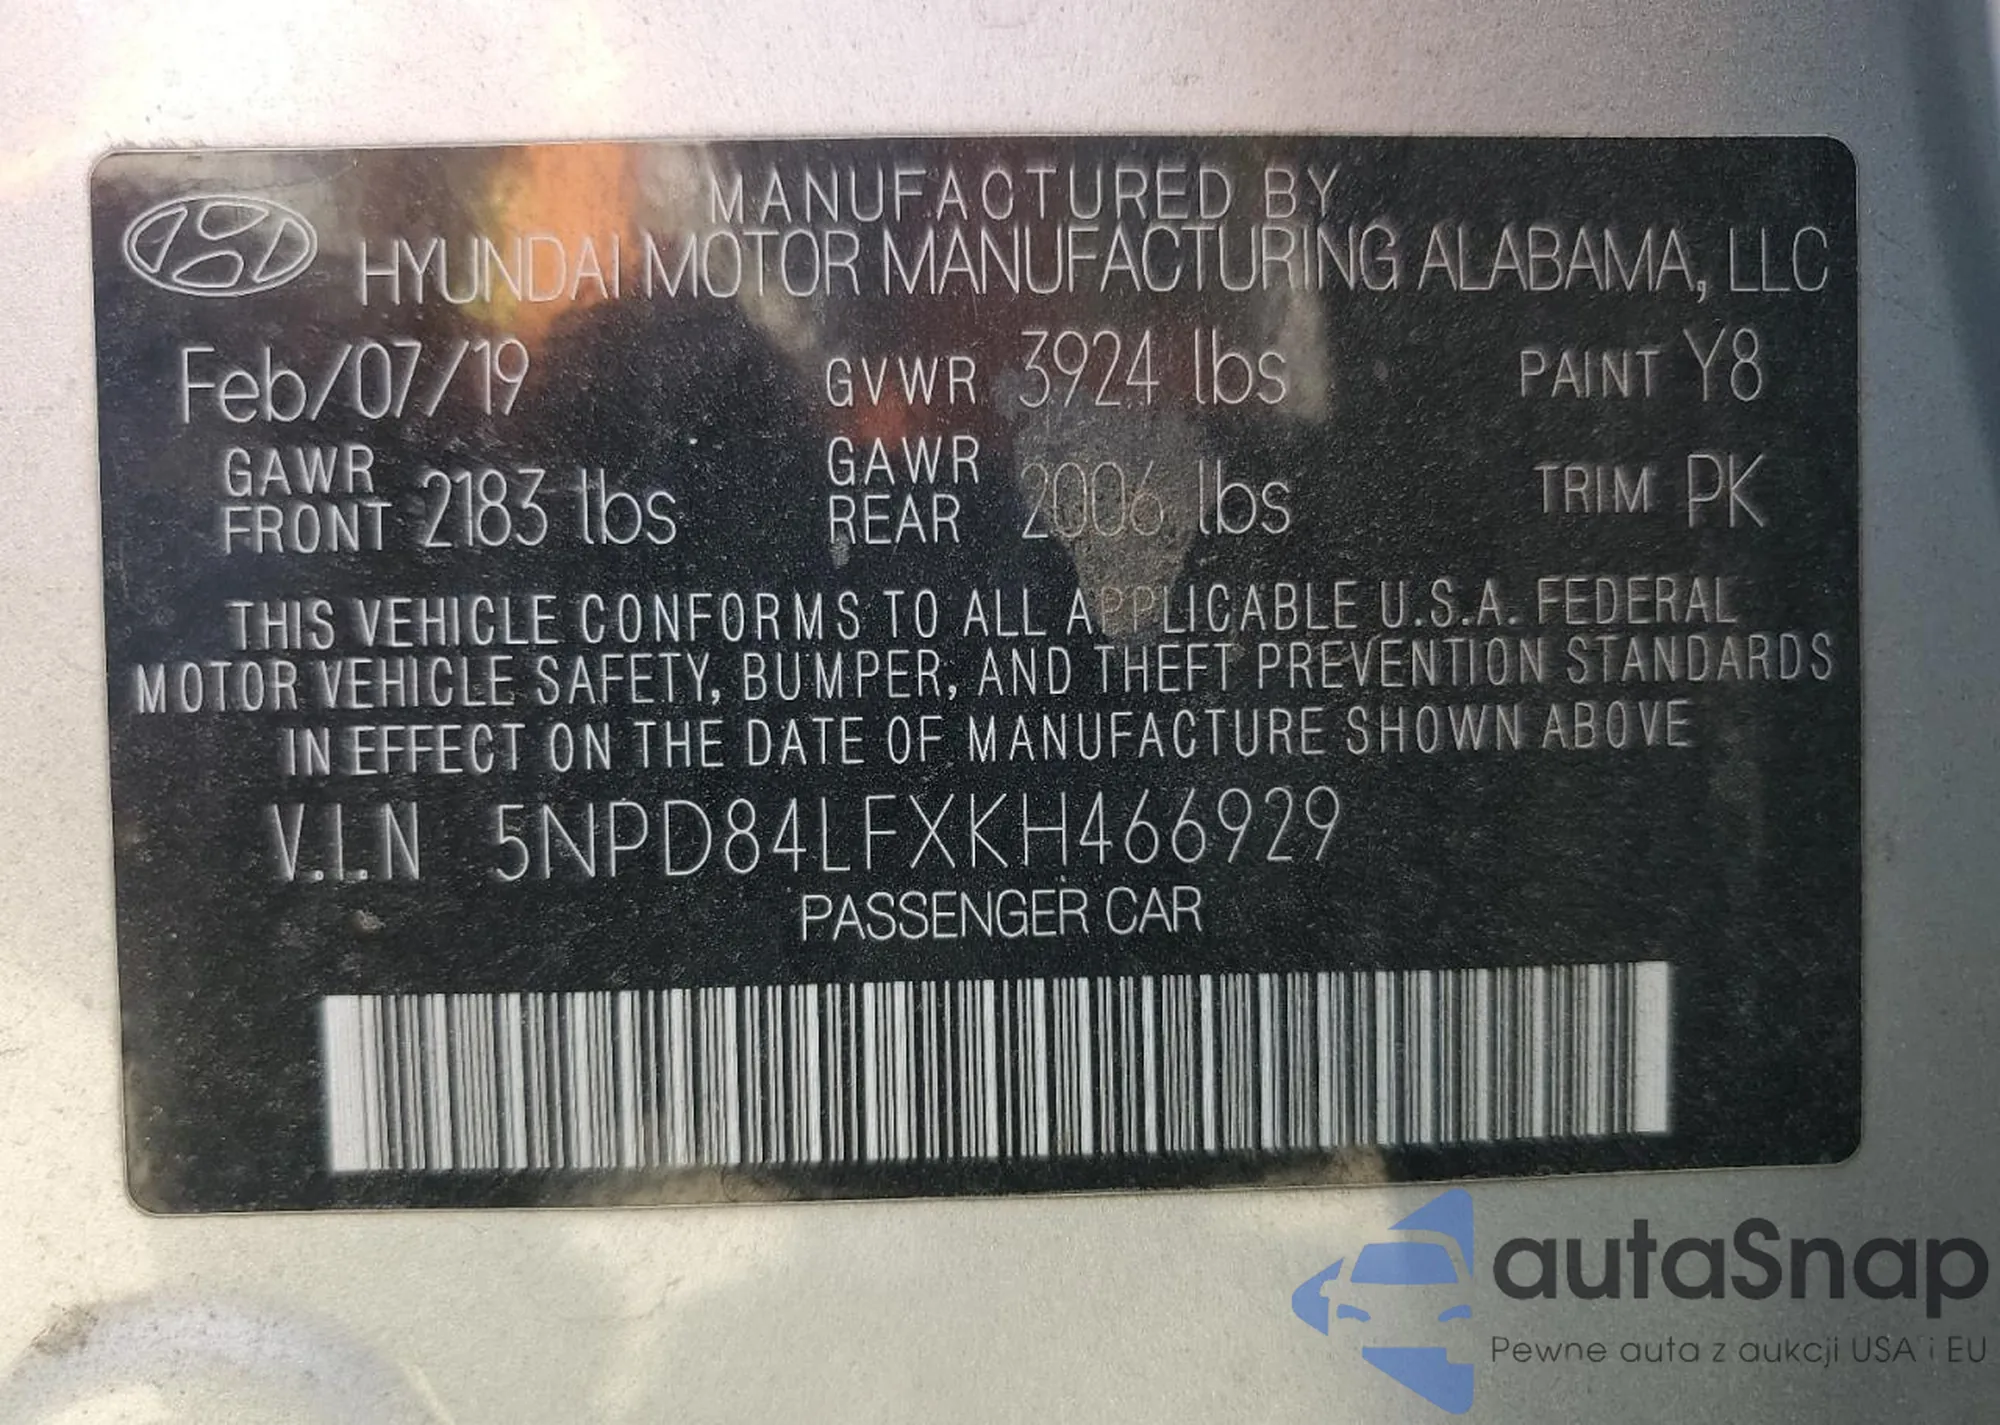 MANUFACTURED BY
HYUNDAI MOTOR MANUFACTURING ALABAMA, LLC
Feb/07/19 GVWR 3924 lbs PAINT Y8
GAWR FRONT 2183 lbs GAWR REAR 2006 lbs TRIM PK
THIS VEHICLE CONFORMS TO ALL APPLICABLE U.S.A. FEDERAL
MOTOR VEHICLE SAFETY, BUMPER, AND THEFT PREVENTION STANDARDS
IN EFFECT ON THE DATE OF MANUFACTURE SHOWN ABOVE
V.I.N 5NPD84LFXKH466929
PASSENGER CAR
autaSnap
Pewne auta z aukcji USA i EU